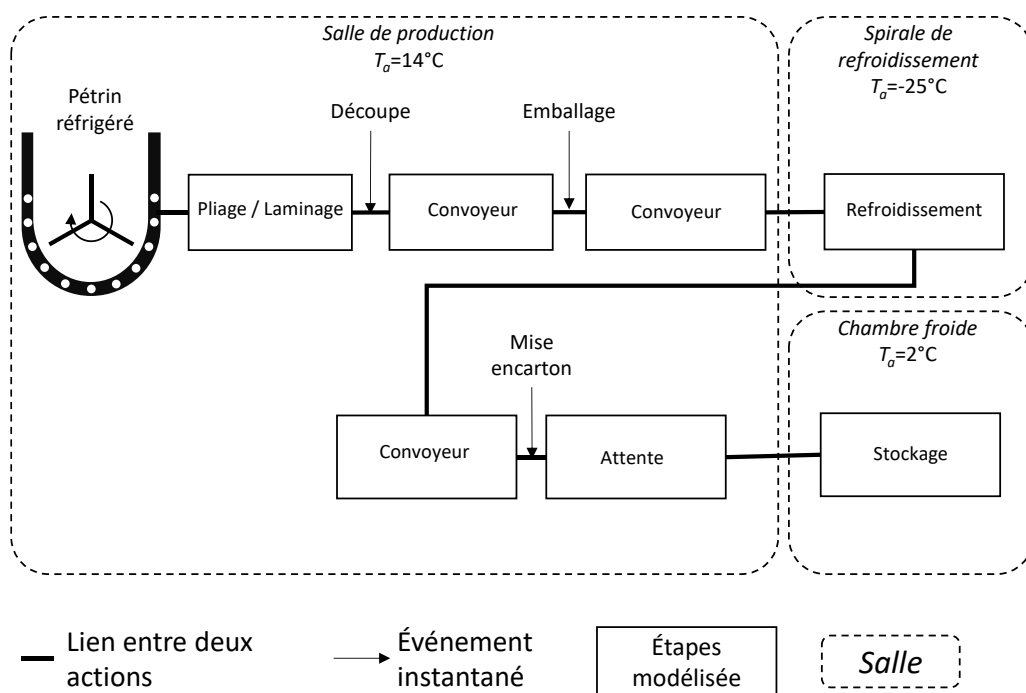 Salle de production
Tₐ=14°C
Spirale de
refroidissement
Tₐ=-25°C
Pétrin
réfrigéré
Découpe
Emballage
Pliage / Laminage
Convoyeur
Convoyeur
Refroidissement
Chambre froide
Tₐ=2°C
Mise
encarton
Convoyeur
Attente
Stockage
Lien entre deux
actions
Événement
instantané
Étapes
modélisée
Salle